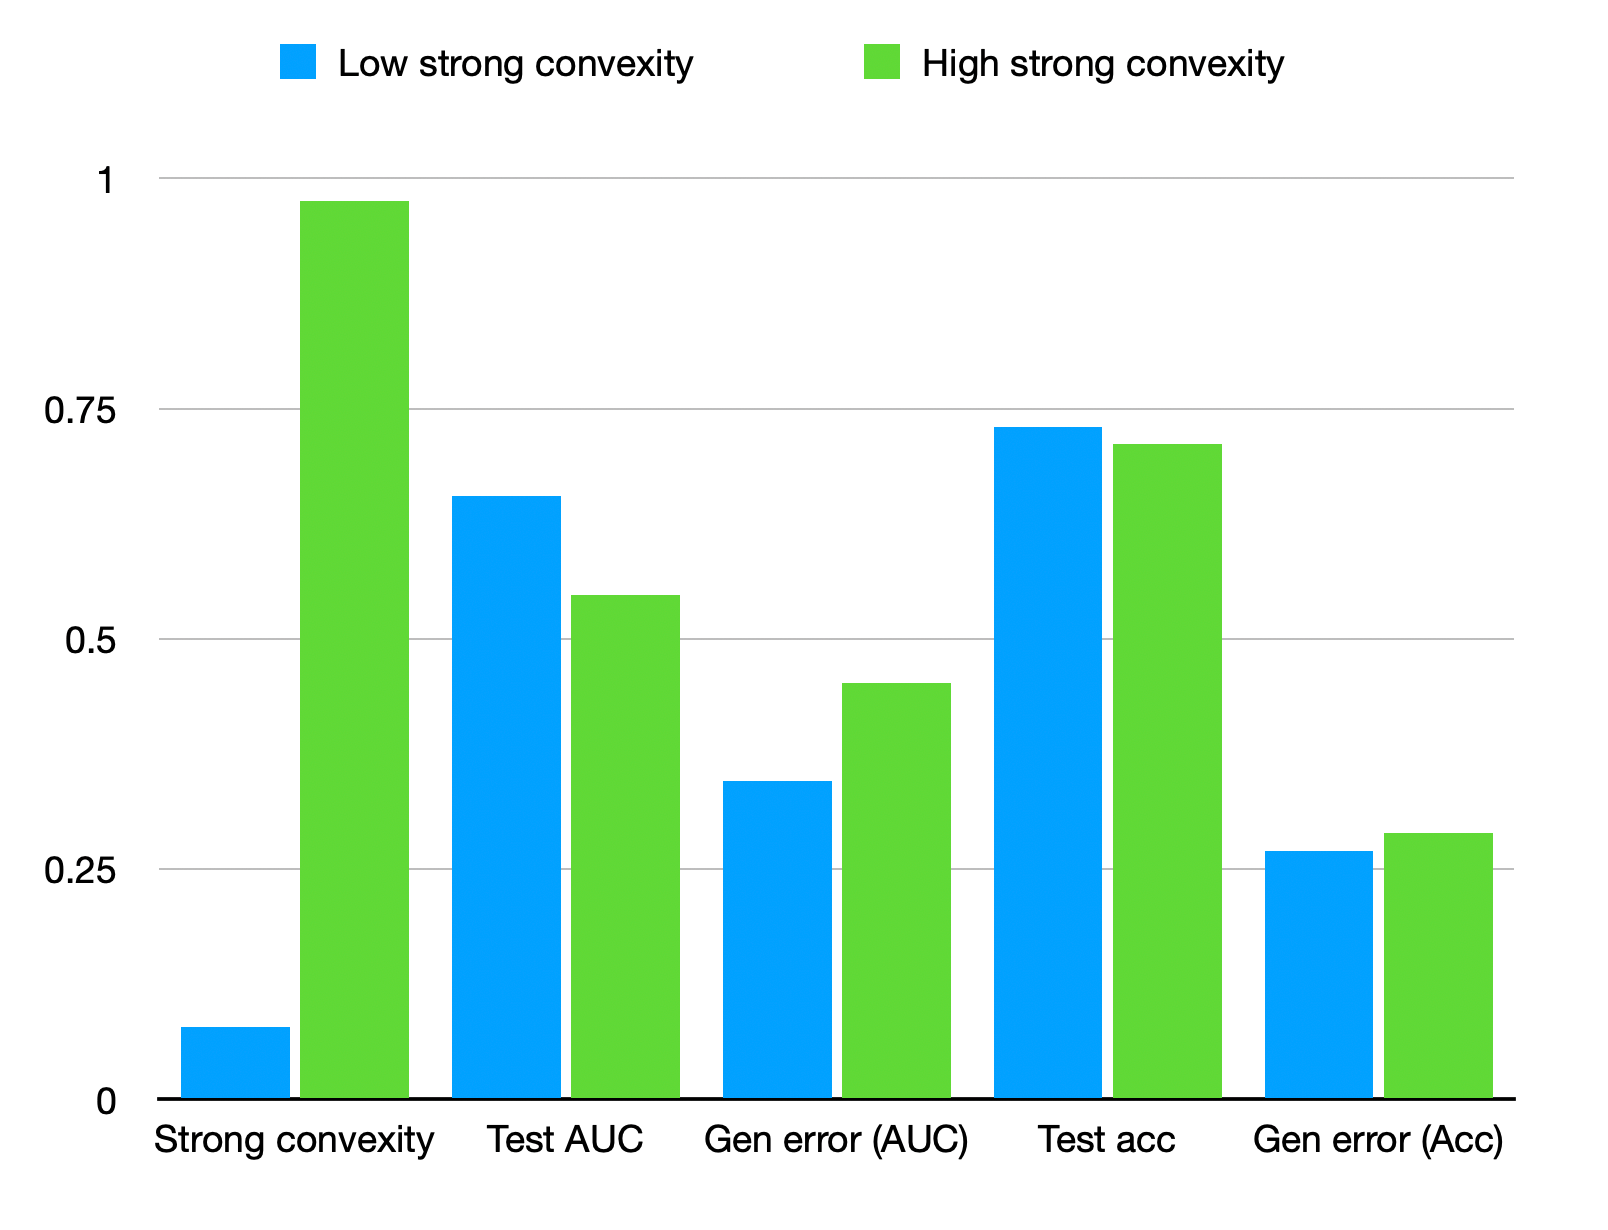 Low strong convexity
High strong convexity
1
0.75
0.5
0.25
0
Strong convexity
Test AUC
Gen error (AUC)
Test acc
Gen error (Acc)